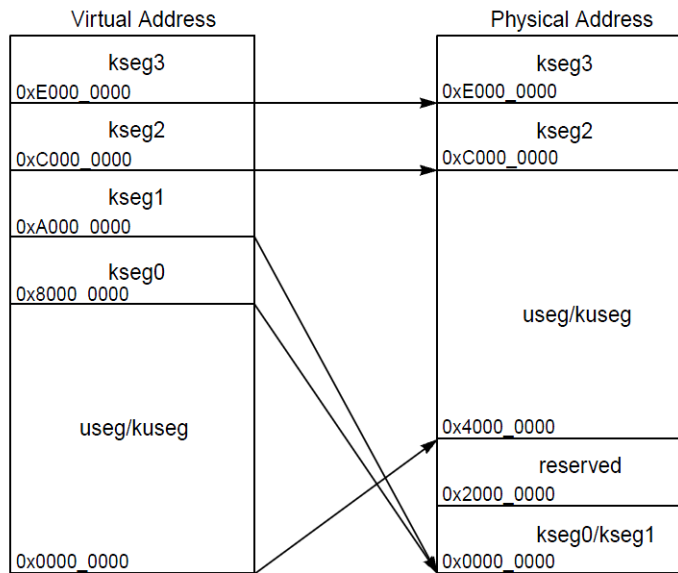 Virtual Address
kseg3
0xE000_0000
kseg2
0xC000_0000
kseg1
0xA000_0000
kseg0
0x8000_0000
useg/kuseg
0x0000_0000
Physical Address
kseg3
0xE000_0000
kseg2
0xC000_0000
useg/kuseg
0x4000_0000
reserved
0x2000_0000
kseg0/kseg1
0x0000_0000